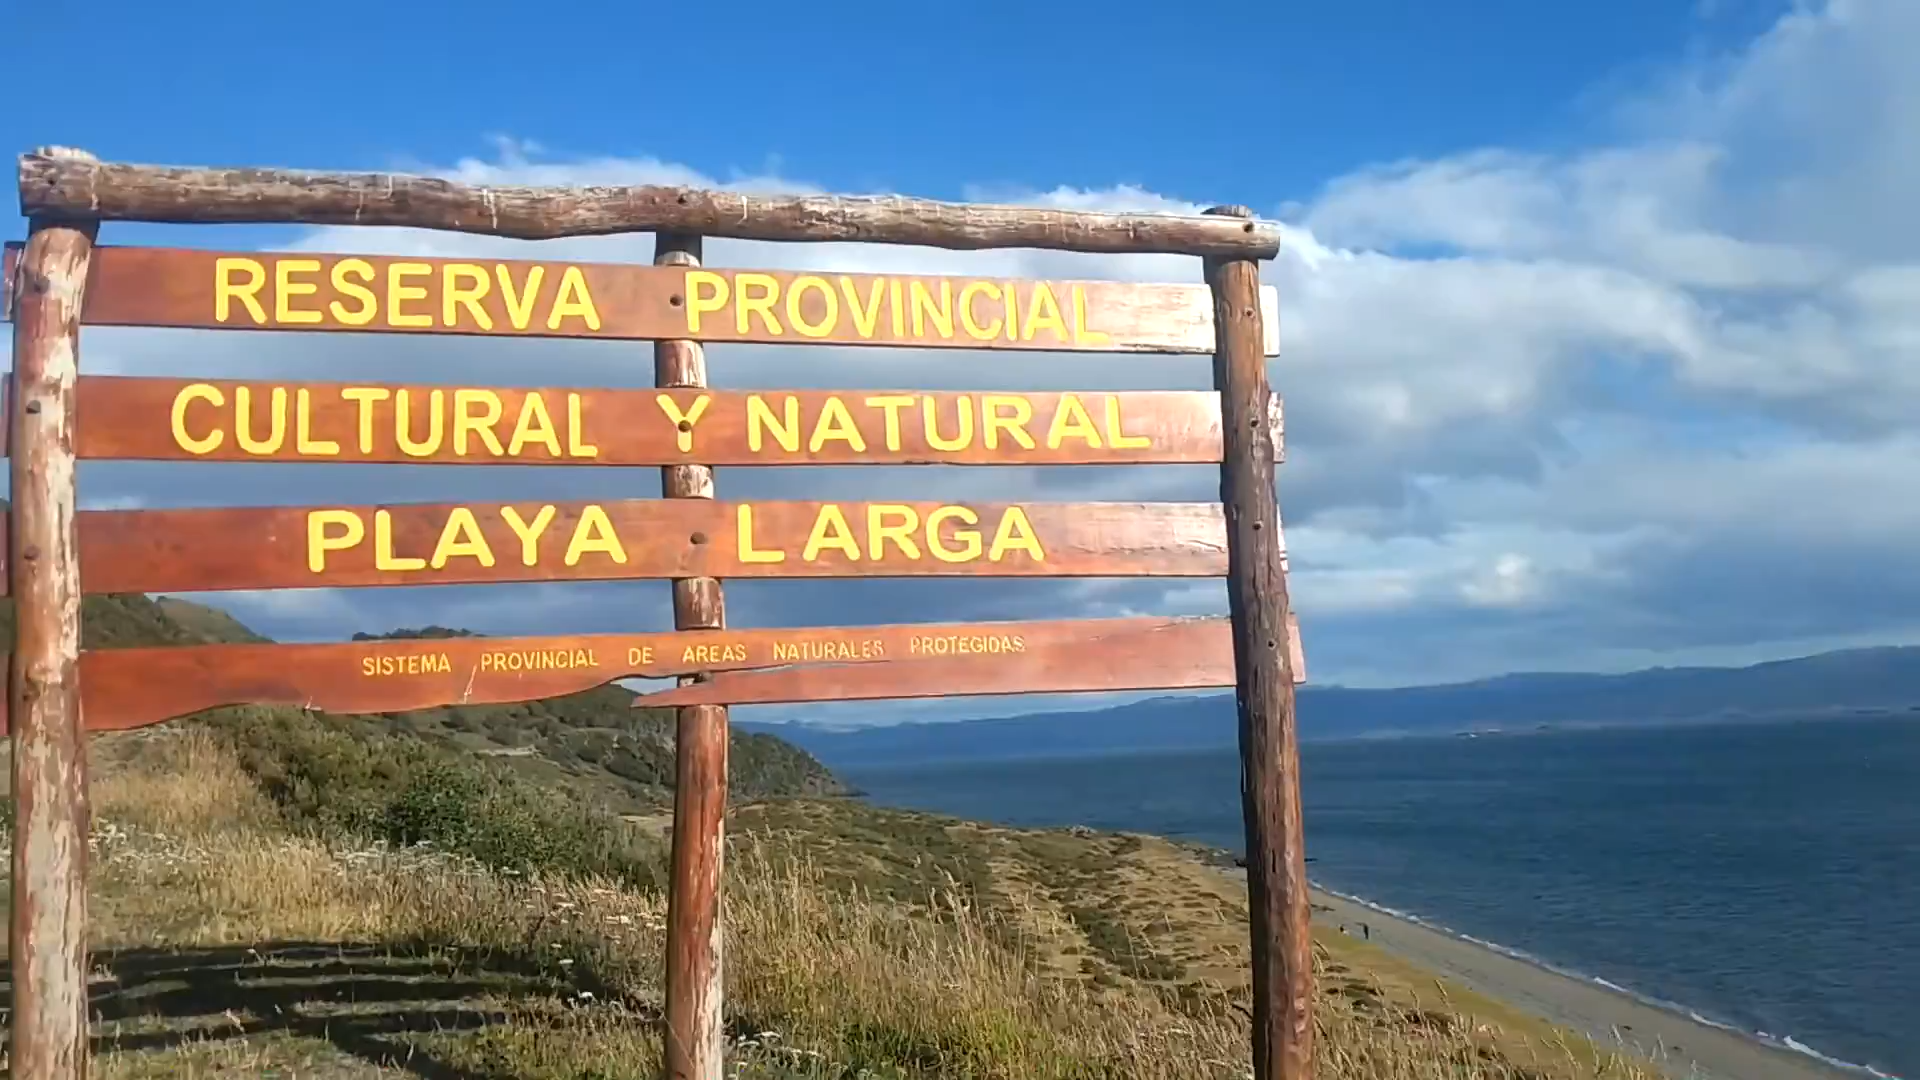 RESERVA PROVINCIAL
CULTURAL Y NATURAL
PLAYA LARGA
SISTEMA PROVINCIAL DE AREAS NATURALES PROTEGIDAS